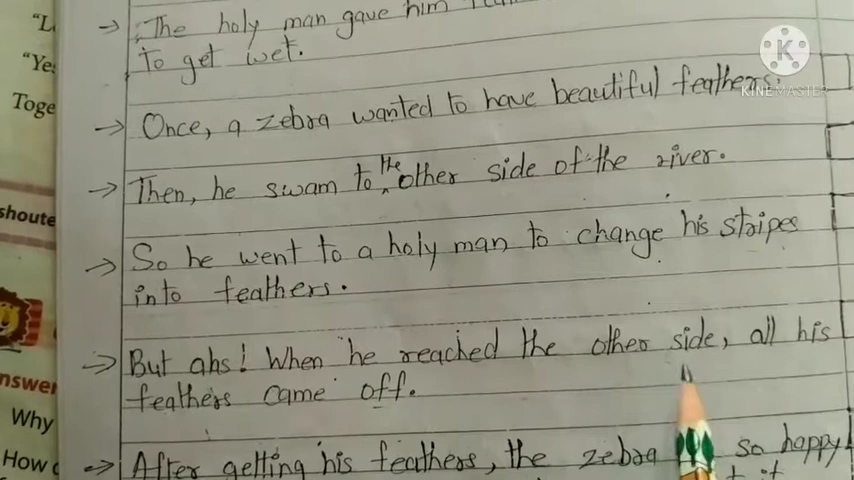 "Ye
Toge
shoute
nswer
Why
How
K
KINEMASTER
→ The holy man gave him
to get wet.
→ Once, a zebra wanted to have beautiful feathers.
→ Then, he swam to the other side of the river.
→ So he went to a holy man to change his stripes
into feathers.
→ But ahs! When he reached the other side, all his
feathers came off.
→ After getting his feathers, the zebra so happy